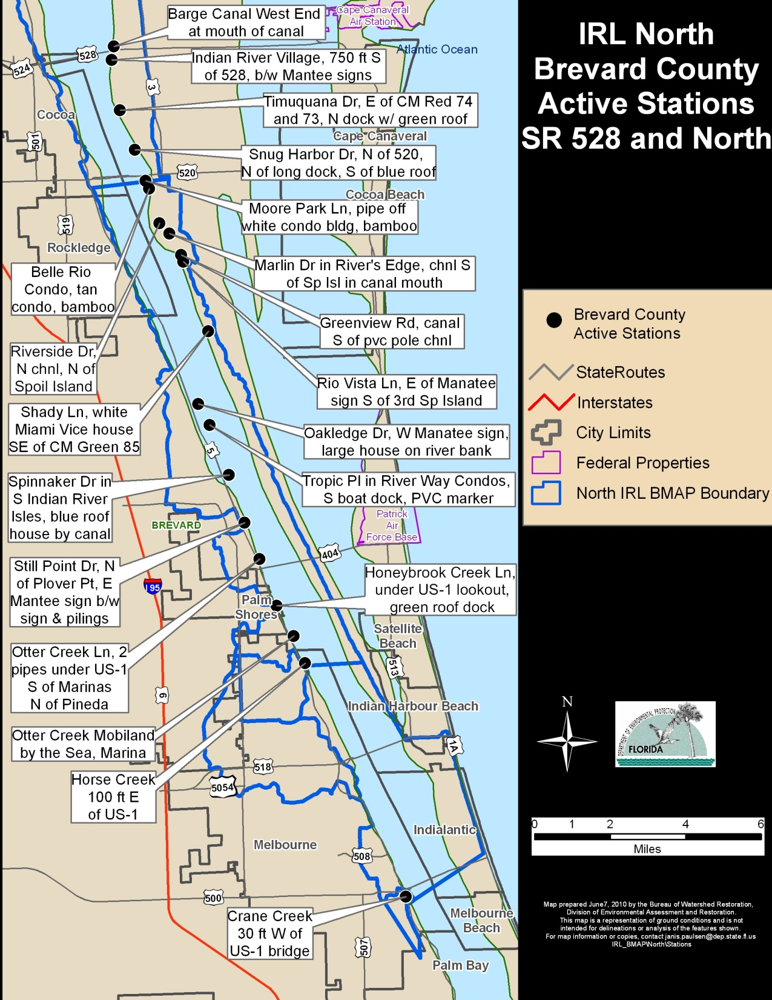 Barge Canal West End
at mouth of canal
Cape Canaveral
Air Station
IRL North
Brevard County
Active Stations
SR 528 and North
Atlantic Ocean
528
524
Indian River Village, 750 ft S
of 528, b/w Mantee signs
3
Timuquana Dr, E of CM Red 74
and 73, N dock w/ green roof
Cocoa
501
Cape Canaveral
Snug Harbor Dr, N of 520,
N of long dock, S of blue roof
520
Cocoa Beach
Moore Park Ln, pipe off
white condo bldg, bamboo
519
Rockledge
Marlin Dr in River's Edge, chnl S
of Sp Isl in canal mouth
Belle Rio
Condo, tan
condo, bamboo
Greenview Rd, canal
S of pvc pole chnl
Riverside Dr,
N chnl, N of
Spoil Island
Rio Vista Ln, E of Manatee
sign S of 3rd Sp Island
Shady Ln, white
Miami Vice house
SE of CM Green 85
Oakledge Dr, W Manatee sign,
large house on river bank
5
Tropic Pl in River Way Condos,
S boat dock, PVC marker
Spinnaker Dr in
S Indian River
Isles, blue roof
house by canal
BREVARD
Patrick
Air
Force Base
404
Still Point Dr, N
of Plover Pt, E
Mantee sign b/w
sign & pilings
I 95
Honeybrook Creek Ln,
under US-1 lookout,
green roof dock
Palm
Shores
Satellite
Beach
Otter Creek Ln, 2
pipes under US-1
S of Marinas
N of Pineda
513
9
Indian Harbour Beach
Otter Creek Mobiland
by the Sea, Marina
1A
518
Horse Creek
100 ft E
of US-1
5054
Indialantic
Melbourne
508
500
Crane Creek
30 ft W of
US-1 bridge
Melbourne
Beach
507
Palm Bay
Brevard County
Active Stations
StateRoutes
Interstates
City Limits
Federal Properties
North IRL BMAP Boundary
N
DEPARTMENT OF ENVIRONMENTAL PROTECTION
FLORIDA
0 1 2 4 6
Miles
Map prepared June7, 2010 by the Bureau of Watershed Restoration,
Division of Environmental Assessment and Restoration.
This map is a representation of ground conditions and is not
intended for delineations or analysis of the features shown.
For map information or copies, contact janis.paulsen@dep.state.fl.us
IRL_BMAP\North\Stations